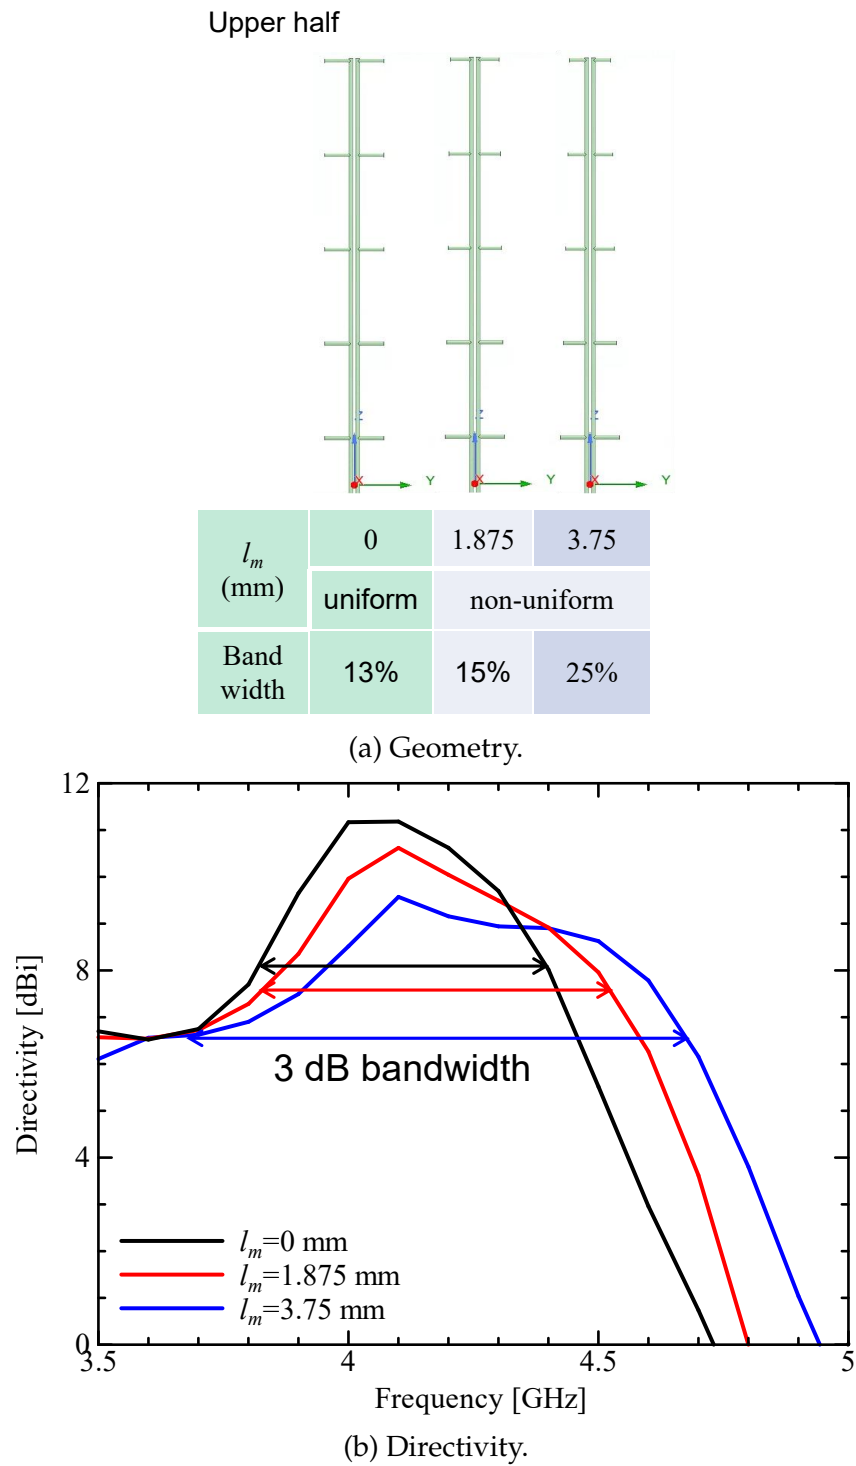 Upper half
Z Z Z
X Y X Y X Y
l_m (mm) 0 1.875 3.75
uniform non-uniform
Band width 13% 15% 25%
(a) Geometry.
12
8
4
0
Directivity [dBi]
3 dB bandwidth
l_m=0 mm
l_m=1.875 mm
l_m=3.75 mm
3.5 4 4.5 5
Frequency [GHz]
(b) Directivity.